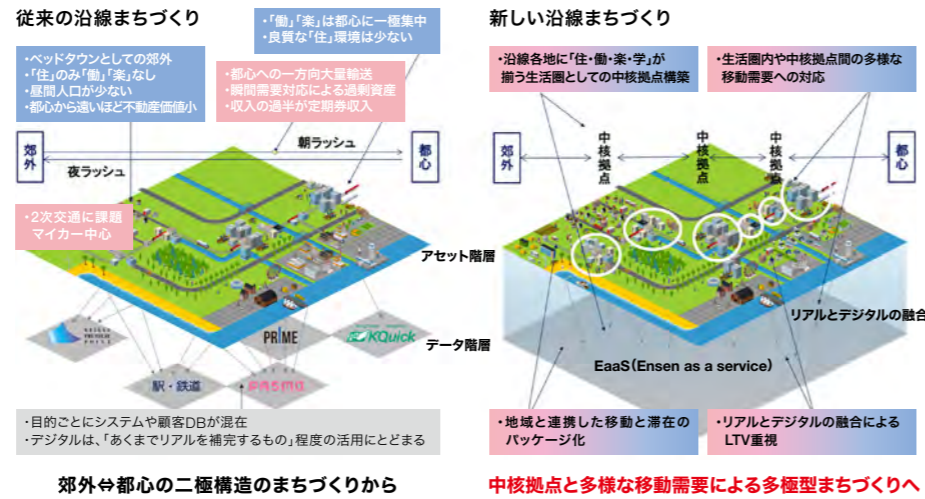 従来の沿線まちづくり
・「働」「楽」は都心に一極集中
・良質な「住」環境は少ない
・ベッドタウンとしての郊外
・「住」のみ「働」「楽」なし
・昼間人口が少ない
・都心から遠いほど不動産価値小
・都心への一方向大量輸送
・瞬間需要対応による過剰資産
・収入の過半が定期券収入
郊外
朝ラッシュ
夜ラッシュ
都心
・2次交通に課題
マイカー中心
アセット階層
KEIKYU
PREMIER
POINT
PRIME
KQuick
データ階層
駅・鉄道
PASMO
・目的ごとにシステムや顧客DBが混在
・デジタルは、「あくまでリアルを補完するもの」程度の活用にとどまる
郊外⇔都心の二極構造のまちづくりから
新しい沿線まちづくり
・沿線各地に「住・働・楽・学」が
揃う生活圏としての中核拠点構築
・生活圏内や中核拠点間の多様な
移動需要への対応
郊外
中核拠点
中核拠点
中核拠点
都心
リアルとデジタルの融合
EaaS（Ensen as a service）
・地域と連携した移動と滞在の
パッケージ化
・リアルとデジタルの融合による
LTV重視
中核拠点と多様な移動需要による多極型まちづくりへ